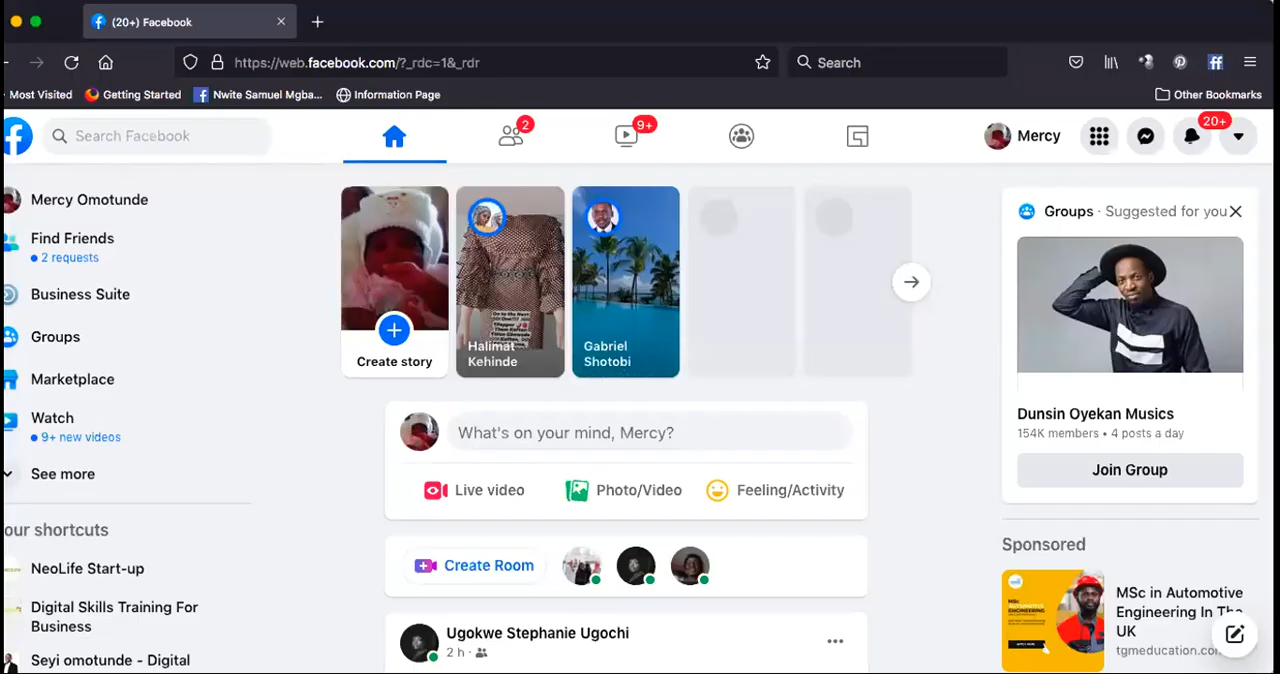 (20+) Facebook
https://web.facebook.com/?_rdc=1&_rdr
Search
Most Visited
Getting Started
Nwite Samuel Mgba...
Information Page
Other Bookmarks
Search Facebook
2
9+
Mercy
20+
Mercy Omotunde
Find Friends
2 requests
Business Suite
Groups
Marketplace
Watch
9+ new videos
See more
our shortcuts
NeoLife Start-up
Digital Skills Training For
Business
Seyi omotunde - Digital
Create story
Halimat
Kehinde
Gabriel
Shotobi
What's on your mind, Mercy?
Live video
Photo/Video
Feeling/Activity
Create Room
Ugokwe Stephanie Ugochi
2 h ·
Groups · Suggested for you
Dunsin Oyekan Musics
154K members • 4 posts a day
Join Group
Sponsored
MSc in Automotive
Engineering In The
UK
tgmeducation.co